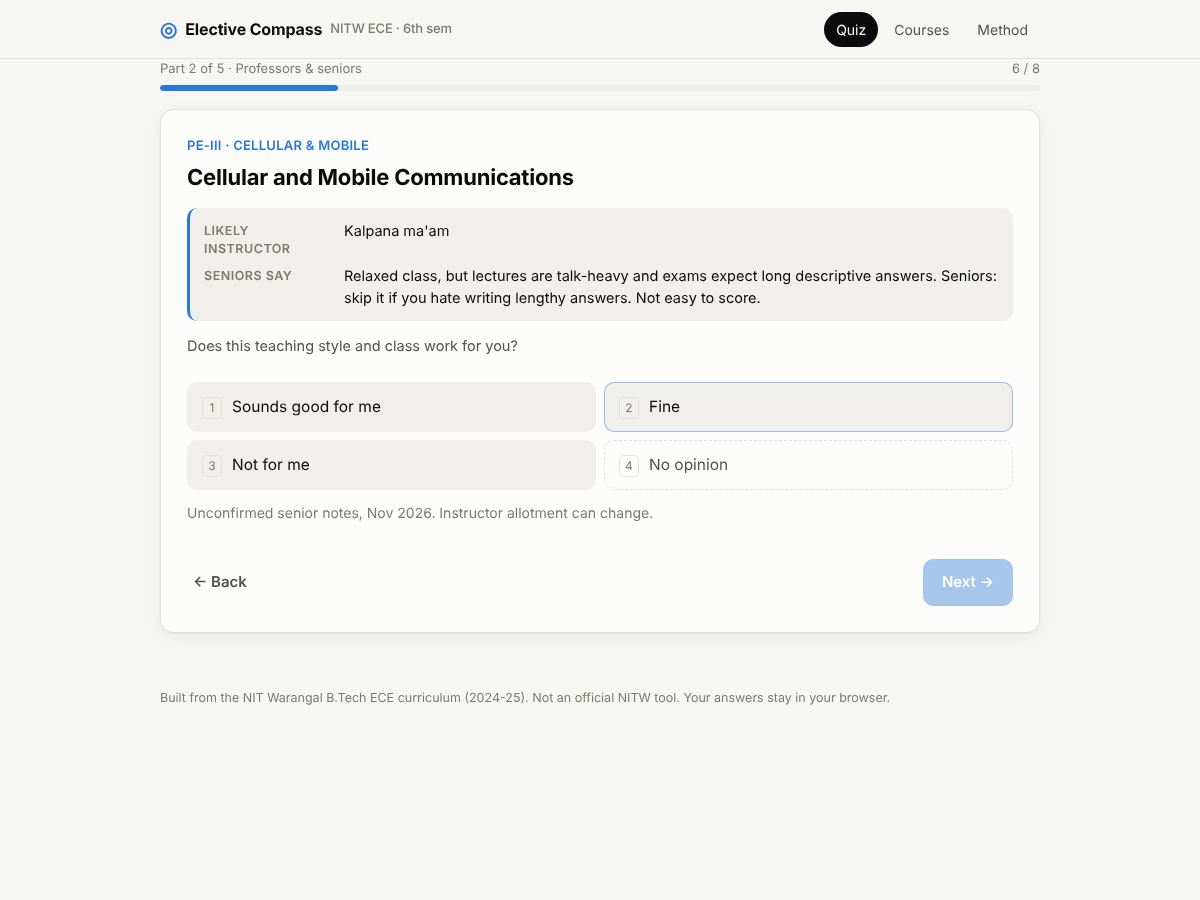 Elective Compass NITW ECE · 6th sem
Quiz Courses Method
Part 2 of 5 · Professors & seniors 6 / 8
PE-III · CELLULAR & MOBILE
Cellular and Mobile Communications
LIKELY INSTRUCTOR Kalpana ma'am
SENIORS SAY Relaxed class, but lectures are talk-heavy and exams expect long descriptive answers. Seniors:
skip it if you hate writing lengthy answers. Not easy to score.
Does this teaching style and class work for you?
1 Sounds good for me
2 Fine
3 Not for me
4 No opinion
Unconfirmed senior notes, Nov 2026. Instructor allotment can change.
← Back Next →
Built from the NIT Warangal B.Tech ECE curriculum (2024-25). Not an official NITW tool. Your answers stay in your browser.